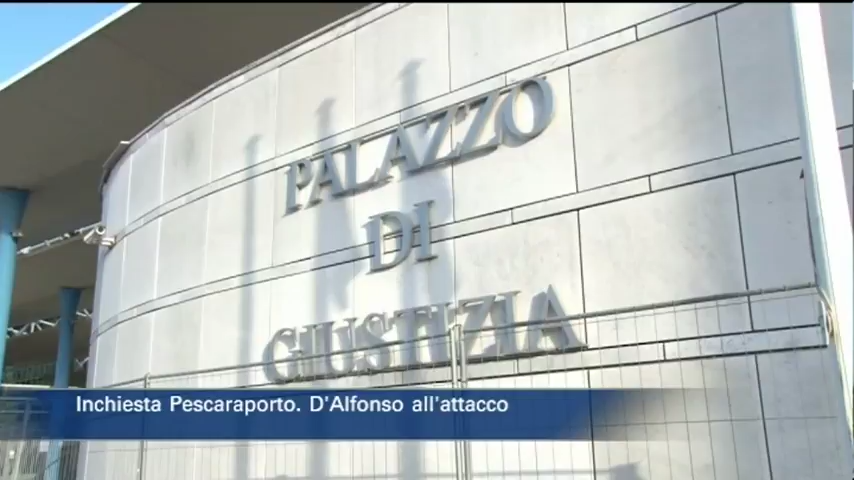 PALAZZO
DI
GIUSTIZIA
Inchiesta Pescaraporto. D'Alfonso all'attacco